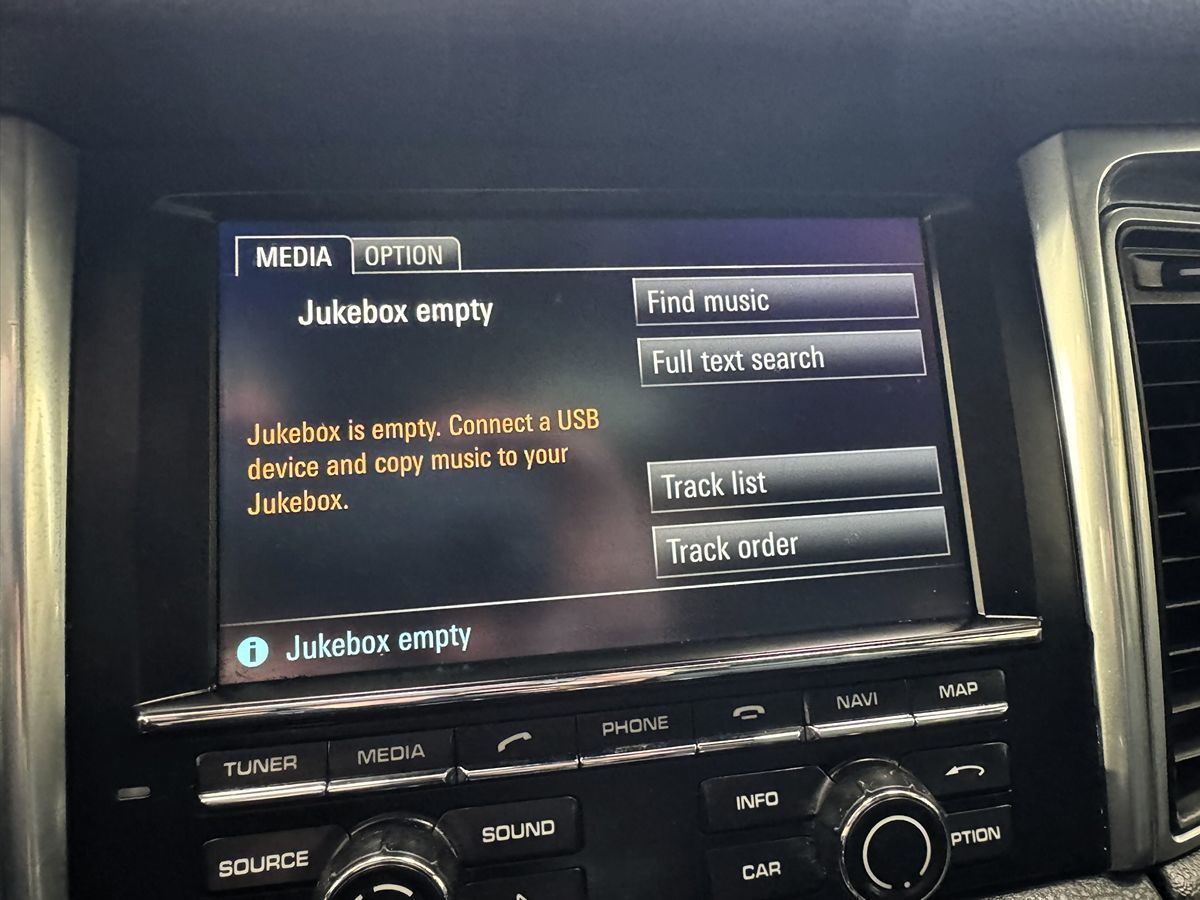 MEDIA
OPTION
Jukebox empty
Find music
Full text search
Jukebox is empty. Connect a USB
device and copy music to your
Jukebox.
Track list
Track order
i Jukebox empty
TUNER
MEDIA
PHONE
NAVI
MAP
SOURCE
SOUND
INFO
CAR
PTION